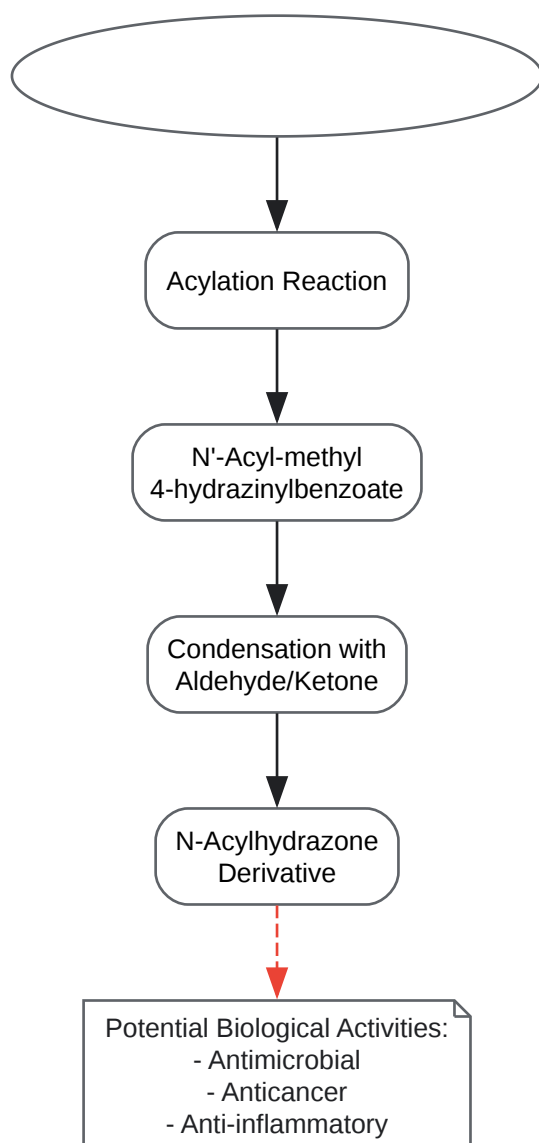 Acylation Reaction
N'-Acyl-methyl
4-hydrazinylbenzoate
Condensation with
Aldehyde/Ketone
N-Acylhydrazone
Derivative
Potential Biological Activities:
- Antimicrobial
- Anticancer
- Anti-inflammatory